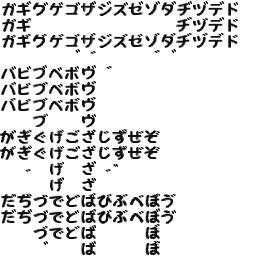 ガギグゲゴザジズゼゾダヂヅデド
ガギ ヂヅデド
ガギグゲゴザジズゼゾダヂヅデド
バビブベボヴ
バビブベボヴ
バビブベボヴ
ブ ヴ
がぎぐげござじずぜぞ
がぎぐげござじずぜぞ
げ ざ
げ ざ
だぢづでどばびぶべぼゔ
だぢづでどばびぶべぼゔ
づでどば ぼ
ば ぼ